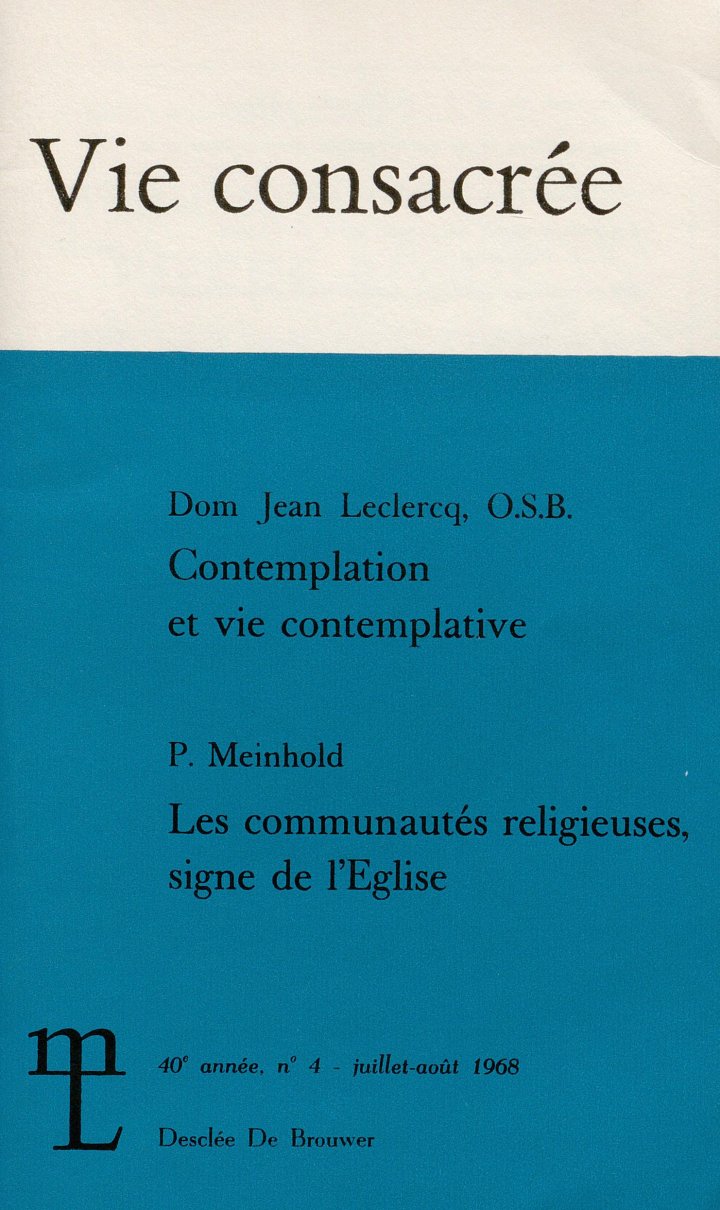 Vie consacrée
Dom Jean Leclercq, O.S.B.
Contemplation
et vie contemplative
P. Meinhold
Les communautés religieuses,
signe de l'Eglise
mL
40e année, n° 4 - juillet-août 1968
Desclée De Brouwer